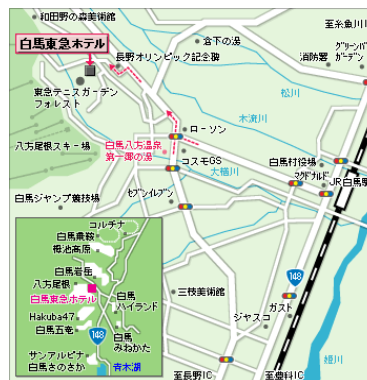 和田野の森美術館
白馬東急ホテル
長野オリンピック記念碑
倉下の湯
至糸魚川I
消防署
グリーンバ
ガーデン
東急テニスガーデン
フォレスト
松川
木流川
ローソン
白馬八方温泉
第一郷の湯
コスモGS
八方尾根スキー場
大楢川
白馬村役場
マクドナルド
JR白馬駅
セブンイレブン
白馬ジャンプ競技場
コルチナ
白馬乗鞍
栂池高原
白馬岩岳
八方尾根
白馬東急ホテル
白馬
ハイランド
Hakuba47
白馬五竜
白馬
みねかた
148
サンアルピナ
白馬さのさか
青木湖
三枝美術館
148
ガスト
ジャスコ
姫川
至長野IC
至豊科IC